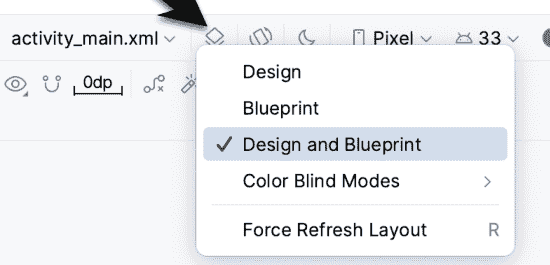 activity_main.xml Pixel 33
0dp
Design
Blueprint
Design and Blueprint
Color Blind Modes
Force Refresh Layout R